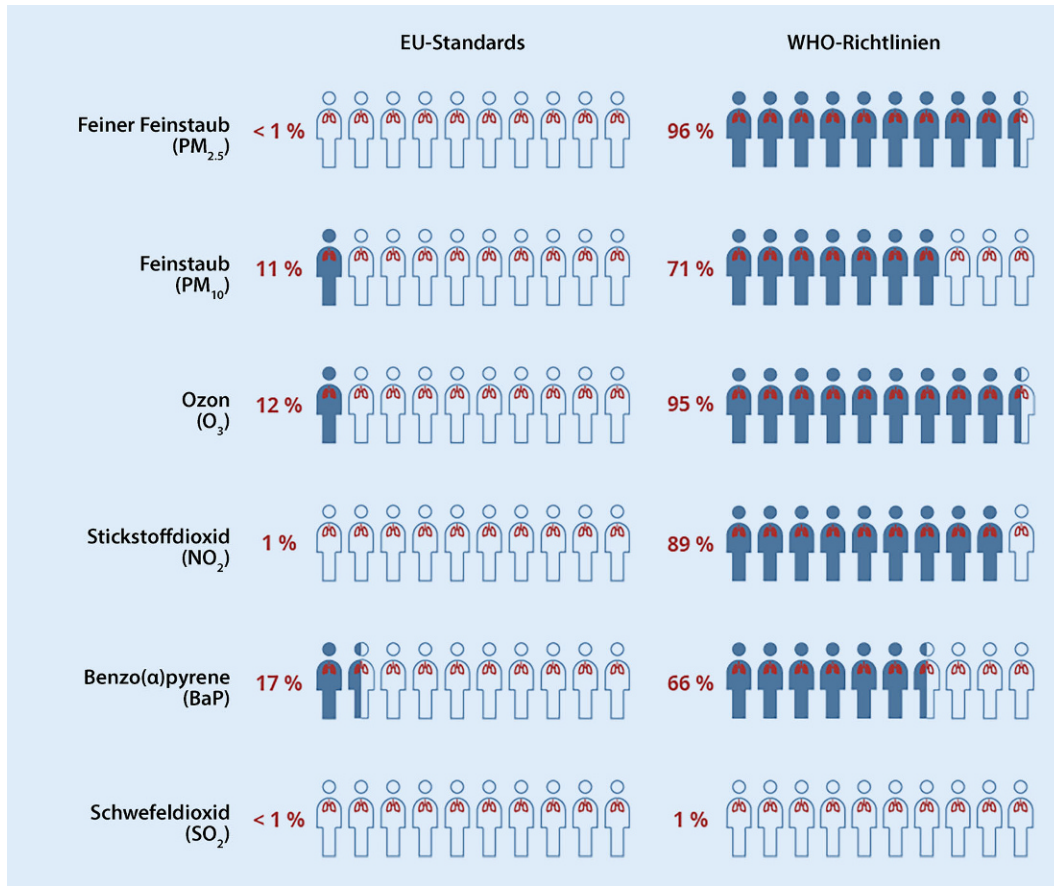 EU-Standards WHO-Richtlinien
Feiner Feinstaub
(PM₂.₅)
< 1 % 96 %
Feinstaub
(PM₁₀)
11 % 71 %
Ozon
(O₃)
12 % 95 %
Stickstoffdioxid
(NO₂)
1 % 89 %
Benzo(α)pyrene
(BaP)
17 % 66 %
Schwefeldioxid
(SO₂)
< 1 % 1 %